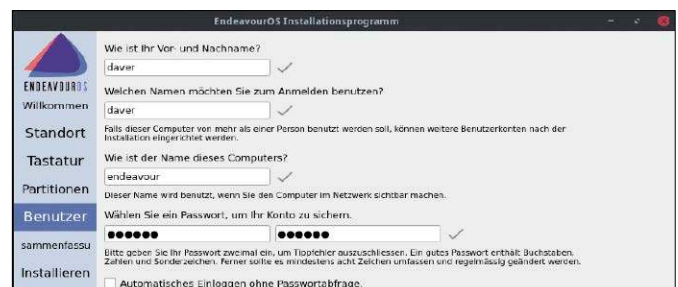 EndeavourOS Installationsprogramm
ENDEAVOUROS
Willkommen
Standort
Tastatur
Partitionen
Benutzer
sammenfassu
Installieren
Wie ist Ihr Vor- und Nachname?
daver
Welchen Namen möchten Sie zum Anmelden benutzen?
daver
Falls dieser Computer von mehr als einer Person benutzt werden soll, können weitere Benutzerkonten nach der
Installation eingerichtet werden.
Wie ist der Name dieses Computers?
endeavour
Dieser Name wird benutzt, wenn Sie den Computer im Netzwerk sichtbar machen.
Wählen Sie ein Passwort, um Ihr Konto zu sichern.
●●●●●● ●●●●●●
Bitte geben Sie Ihr Passwort zweimal ein, um Tippfehler auszuschliessen. Ein gutes Passwort enthält Buchstaben,
Zahlen und Sonderzeichen. Ferner sollte es mindestens acht Zeichen umfassen und regelmässig geändert werden.
Automatisches Einloggen ohne Passwortabfrage.